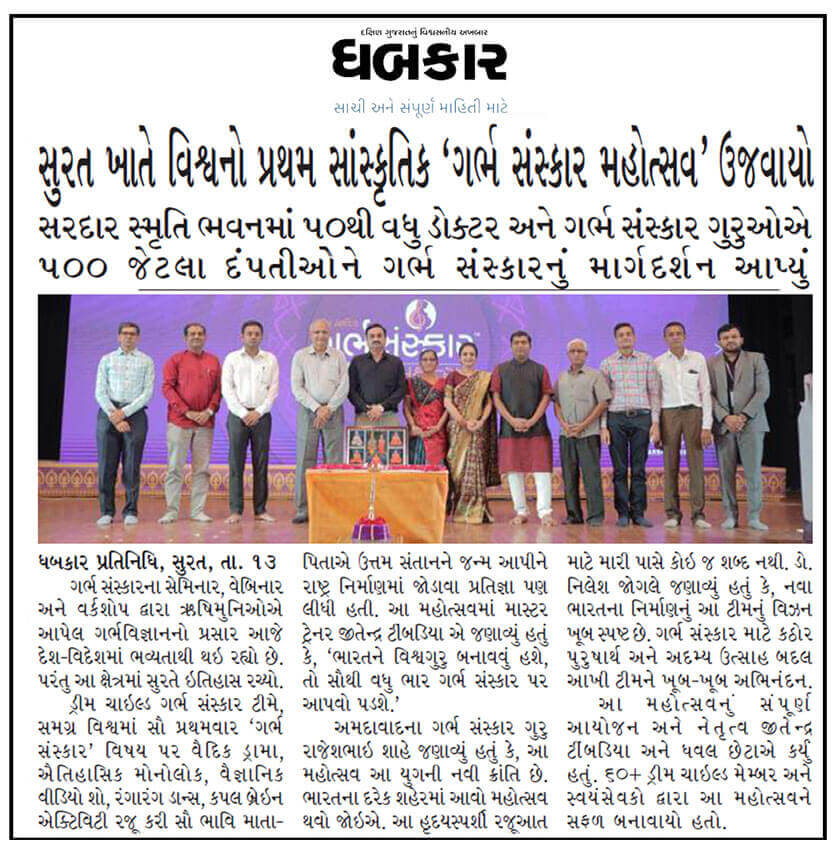 દક્ષિણ ગુજરાતનું વિશ્વસનીય અખબાર
ધબકાર
સાચી અને સંપૂર્ણ માહિતી માટે
સુરત ખાતે વિશ્વનો પ્રથમ સાંસ્કૃતિક ‘ગર્ભ સંસ્કાર મહોત્સવ’ ઉજવાયો
સરદાર સ્મૃતિ ભવનમાં ૫૦થી વધુ ડોક્ટર અને ગર્ભ સંસ્કાર ગુરુઓએ
૫૦૦ જેટલા દંપતીઓને ગર્ભ સંસ્કારનું માર્ગદર્શન આપ્યું
ગર્ભસંસ્કાર
ધબકાર પ્રતિનિધિ, સુરત, તા. ૧૩
ગર્ભ સંસ્કારના સેમિનાર, વેબિનાર
અને વર્કશોપ દ્વારા ઋષિમુનિઓએ
આપેલ ગર્ભવિજ્ઞાનનો પ્રસાર આજે
દેશ-વિદેશમાં ભવ્યતાથી થઇ રહ્યો છે.
પરંતુ આ ક્ષેત્રમાં સુરતે ઇતિહાસ રચ્યો.
ડ્રીમ ચાઇલ્ડ ગર્ભ સંસ્કાર ટીમે,
સમગ્ર વિશ્વમાં સૌ પ્રથમવાર ‘ગર્ભ
સંસ્કાર’ વિષય પર વૈદિક ડ્રામા,
ઐતિહાસિક મોનોલોક, વૈજ્ઞાનિક
વીડિયો શો, રંગારંગ ડાન્સ, કપલ બ્રેઇન
એક્ટિવિટી રજૂ કરી સૌ ભાવિ માતા-
પિતાએ ઉત્તમ સંતાનને જન્મ આપીને
રાષ્ટ્ર નિર્માણમાં જોડાવા પ્રતિજ્ઞા પણ
લીધી હતી. આ મહોત્સવમાં માસ્ટર
ટ્રેનર જીતેન્દ્ર ટીંબડિયા એ જણાવ્યું હતું
કે, ‘ભારતને વિશ્વગુરુ બનાવવું હશે,
તો સૌથી વધુ ભાર ગર્ભ સંસ્કાર પર
આપવો પડશે.’
અમદાવાદના ગર્ભ સંસ્કાર ગુરુ
રાજેશભાઇ શાહે જણાવ્યું હતું કે, આ
મહોત્સવ આ યુગની નવી ક્રાંતિ છે.
ભારતના દરેક શહેરમાં આવો મહોત્સવ
થવો જોઇએ. આ હૃદયસ્પર્શી રજૂઆત
માટે મારી પાસે કોઇ જ શબ્દ નથી. ડો.
નિલેશ જોગલે જણાવ્યું હતું કે, નવા
ભારતના નિર્માણનું આ ટીમનું વિઝન
ખૂબ સ્પષ્ટ છે. ગર્ભ સંસ્કાર માટે કઠોર
પુરુષાર્થ અને અદમ્ય ઉત્સાહ બદલ
આખી ટીમને ખૂબ-ખૂબ અભિનંદન.
આ મહોત્સવનું સંપૂર્ણ
આયોજન અને નેતૃત્વ જીતેન્દ્ર
ટીંબડિયા અને ધવલ છેટાએ કર્યું
હતું. ૬૦+ ડ્રીમ ચાઇલ્ડ મેમ્બર અને
સ્વયંસેવકો દ્વારા આ મહોત્સવને
સફળ બનાવાયો હતો.